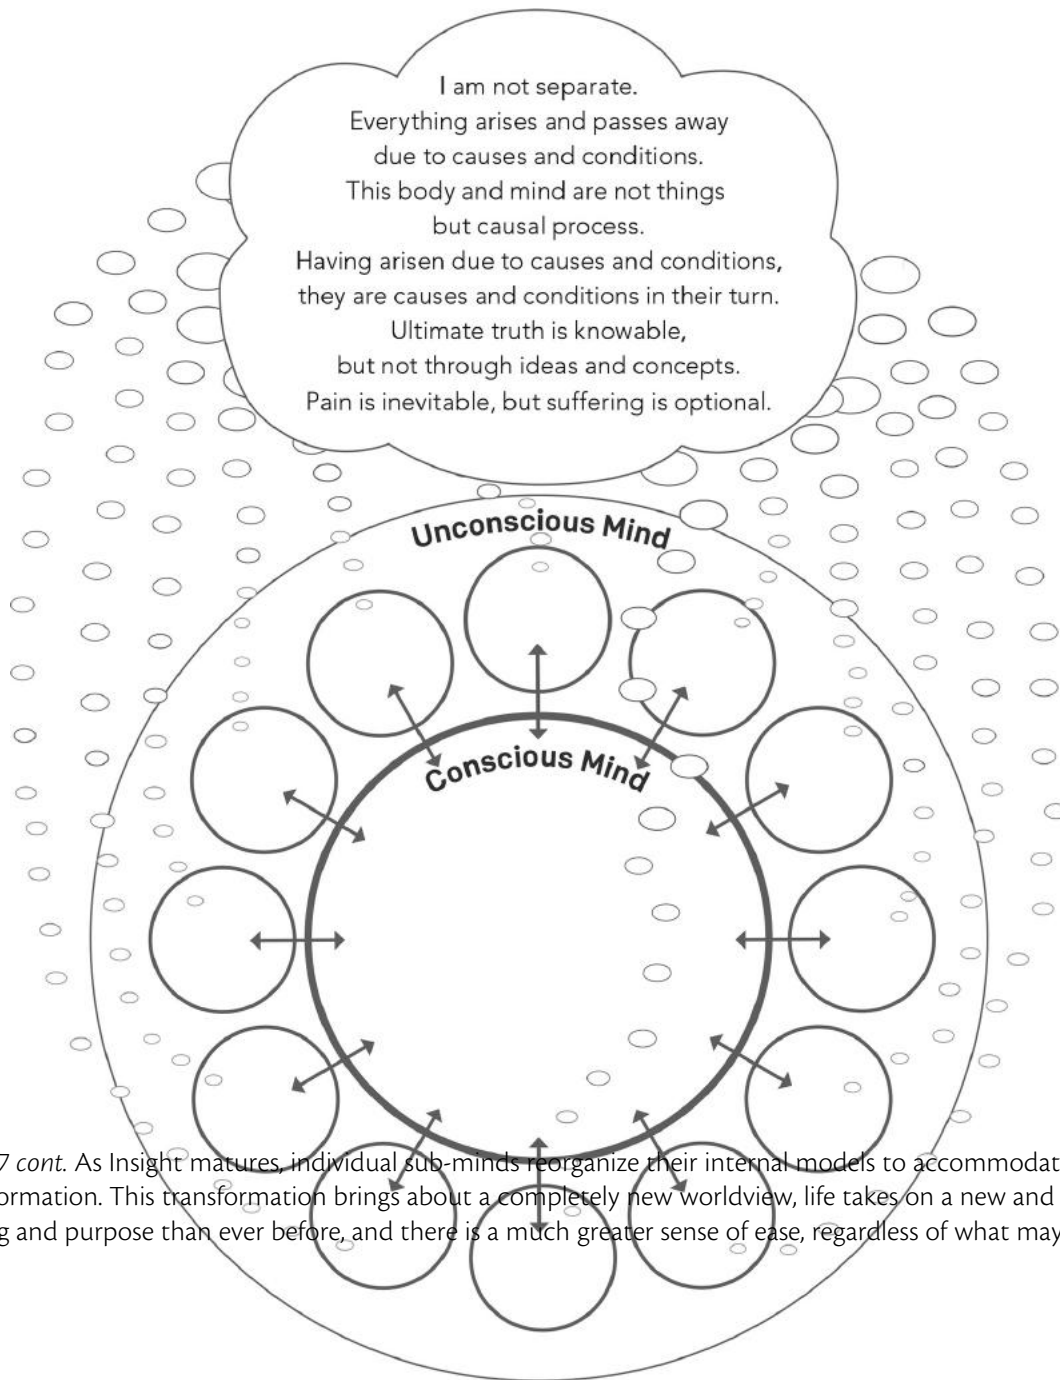 I am not separate.
Everything arises and passes away
due to causes and conditions.
This body and mind are not things
but causal process.
Having arisen due to causes and conditions,
they are causes and conditions in their turn.
Ultimate truth is knowable,
but not through ideas and concepts.
Pain is inevitable, but suffering is optional.
Unconscious Mind
Conscious Mind
7 cont. As Insight matures, individual sub-minds reorganize their internal models to accommodat
ormation. This transformation brings about a completely new worldview, life takes on a new and
g and purpose than ever before, and there is a much greater sense of ease, regardless of what may